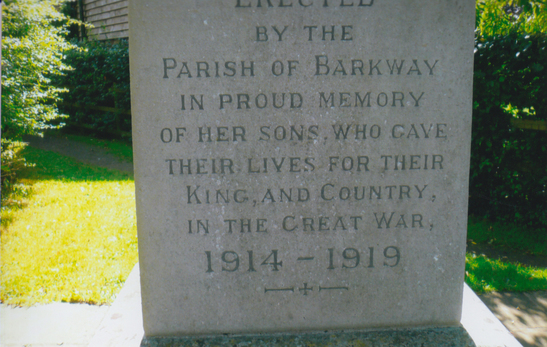 ERECTED
BY THE
PARISH OF BARKWAY
IN PROUD MEMORY
OF HER SONS, WHO GAVE
THEIR LIVES FOR THEIR
KING, AND COUNTRY,
IN THE GREAT WAR,
1914 - 1919